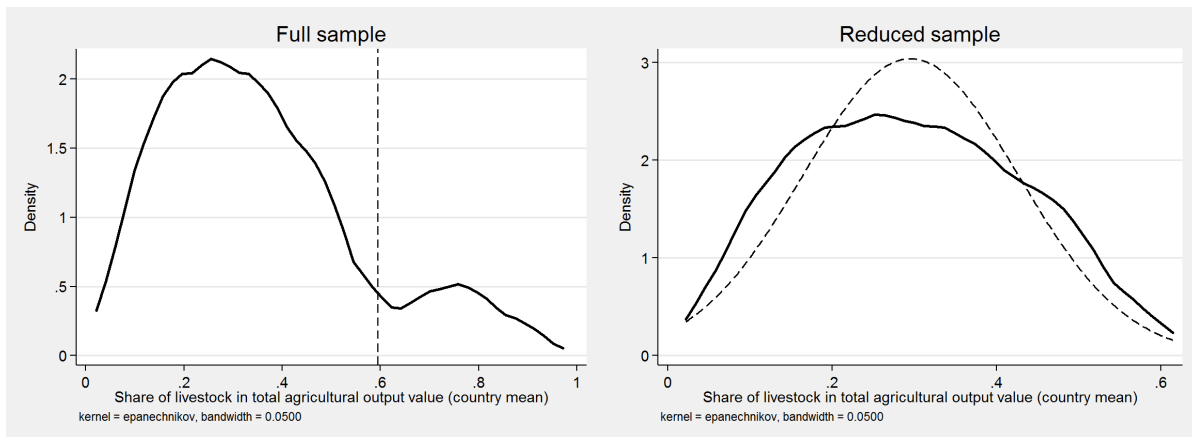 Full sample
Density
2
1.5
1
.5
0
0 .2 .4 .6 .8 1
Share of livestock in total agricultural output value (country mean)
kernel = epanechnikov, bandwidth = 0.0500
Reduced sample
Density
3
2
1
0
0 .2 .4 .6
Share of livestock in total agricultural output value (country mean)
kernel = epanechnikov, bandwidth = 0.0500